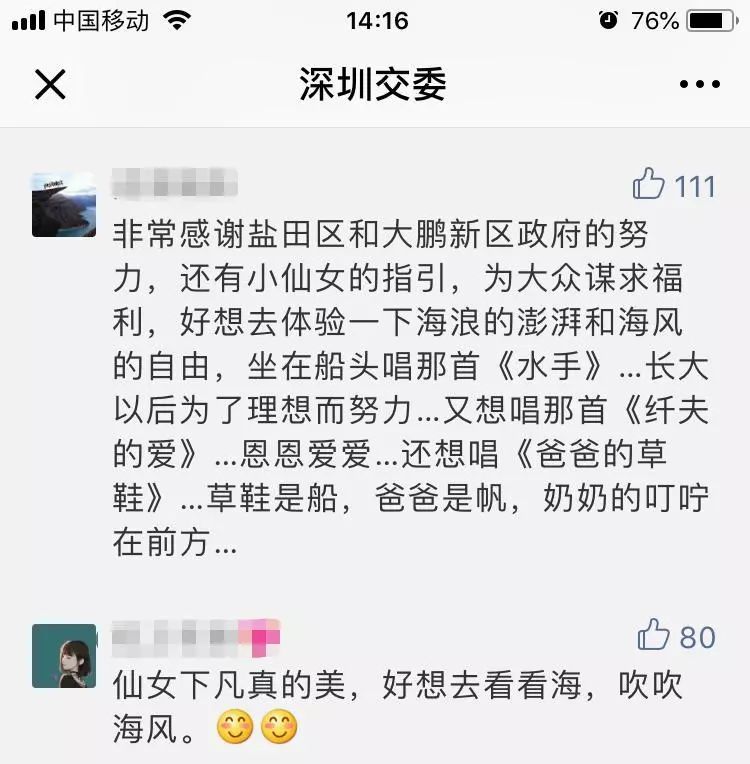 中国移动 14:16 76%
深圳交委
111
非常感谢盐田区和大鹏新区政府的努
力，还有小仙女的指引，为大众谋求福
利，好想去体验一下海浪的澎湃和海风
的自由，坐在船头唱那首《水手》...长大
以后为了理想而努力...又想唱那首《纤夫
的爱》...恩恩爱爱...还想唱《爸爸的草
鞋》...草鞋是船，爸爸是帆，奶奶的叮咛
在前方...
80
仙女下凡真的美，好想去看看海，吹吹
海风。😊😊